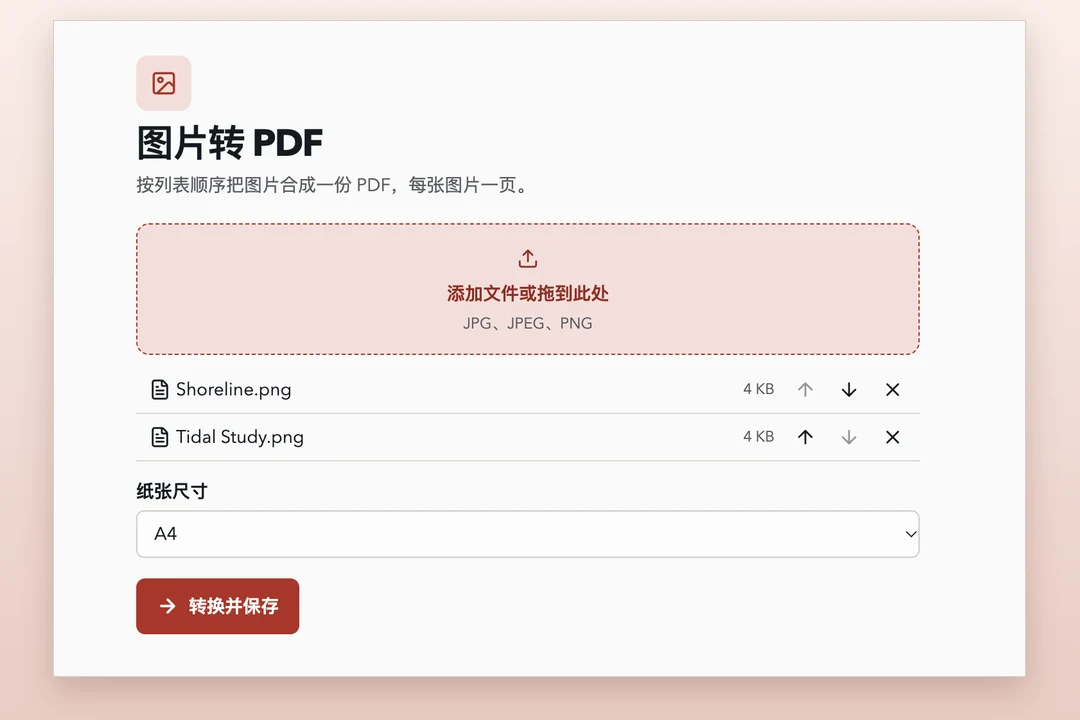 图片转 PDF
按列表顺序把图片合成一份 PDF，每张图片一页。
添加文件或拖到此处
JPG、JPEG、PNG
Shoreline.png 4 KB
Tidal Study.png 4 KB
纸张尺寸
A4
转换并保存